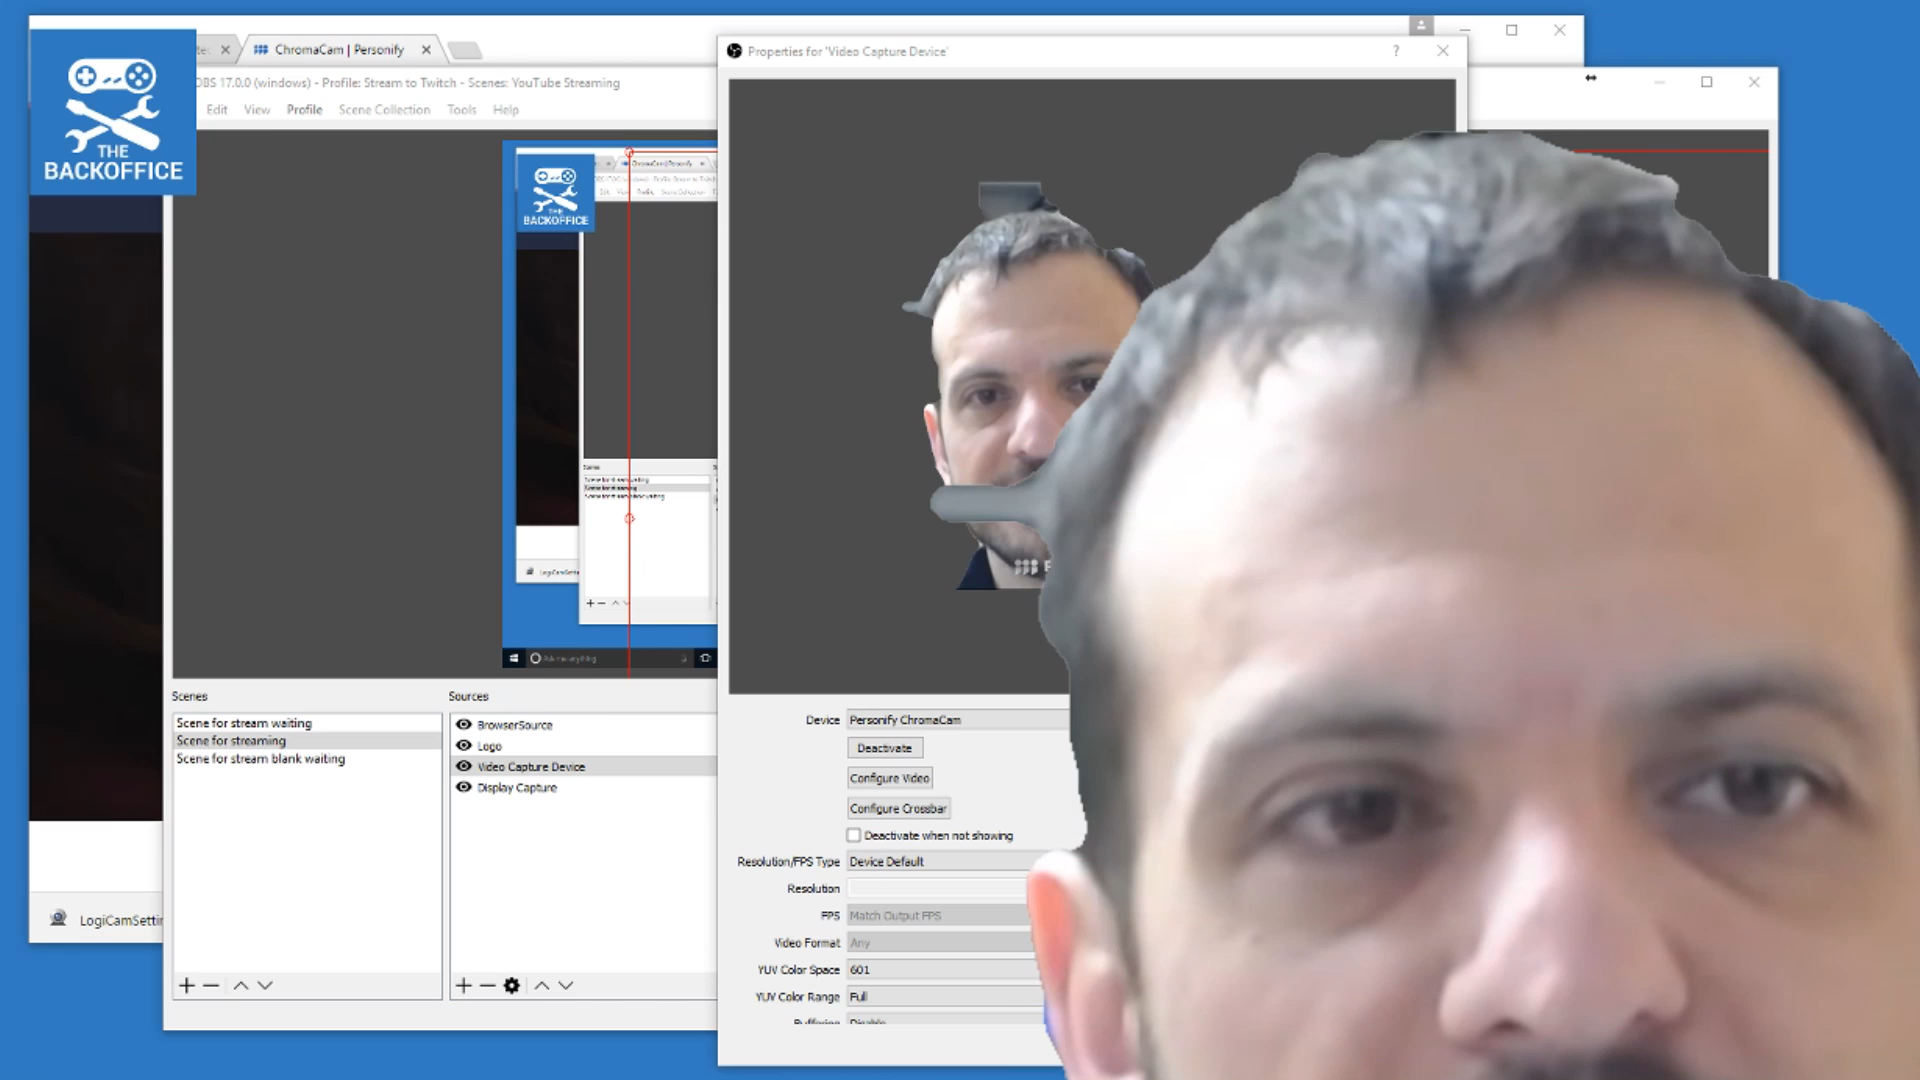 ChromaCam | Personify
Properties for 'Video Capture Device'
OBS 17.0.0 (windows) - Profile: Stream to Twitch - Scenes: YouTube Streaming
Edit View Profile Scene Collection Tools Help
THE
BACKOFFICE
THE
BACKOFFICE
Scenes
Sources
Scene for stream waiting
Scene for streaming
Scene for stream blank waiting
BrowserSource
Logo
Video Capture Device
Display Capture
Device Personify ChromaCam
Deactivate
Configure Video
Configure Crossbar
Deactivate when not showing
Resolution/FPS Type Device Default
Resolution
FPS Match Output FPS
Video Format Any
YUV Color Space 601
YUV Color Range Full
Buffering Disable